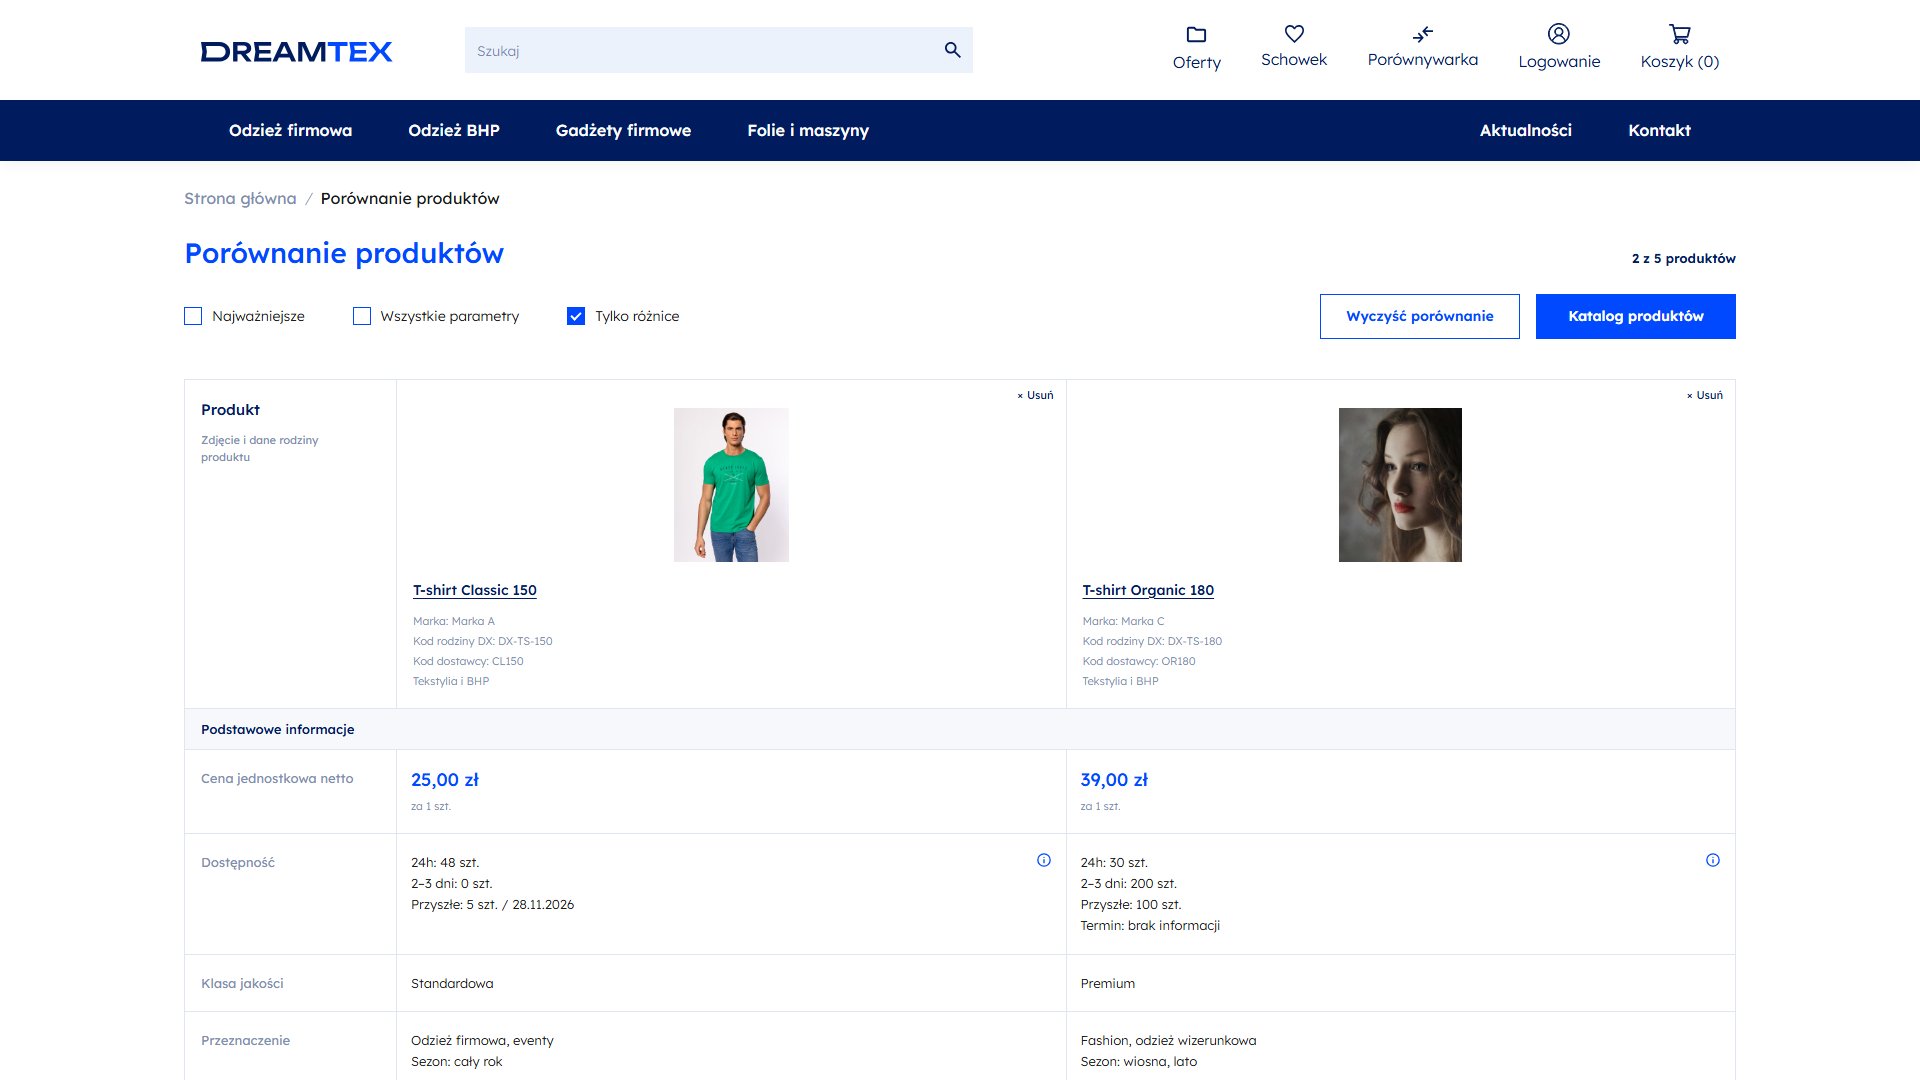 DREAMTEX
Szukaj
Oferty
Schowek
Porównywarka
Logowanie
Koszyk (0)
Odzież firmowa
Odzież BHP
Gadżety firmowe
Folie i maszyny
Aktualności
Kontakt
Strona główna / Porównanie produktów
Porównanie produktów
2 z 5 produktów
Najważniejsze
Wszystkie parametry
Tylko różnice
Wyczyść porównanie
Katalog produktów
Produkt
Zdjęcie i dane rodziny
produktu
× Usuń
T-shirt Classic 150
Marka: Marka A
Kod rodziny DX: DX-TS-150
Kod dostawcy: CL150
Tekstylia i BHP
× Usuń
T-shirt Organic 180
Marka: Marka C
Kod rodziny DX: DX-TS-180
Kod dostawcy: OR180
Tekstylia i BHP
Podstawowe informacje
Cena jednostkowa netto
25,00 zł
za 1 szt.
39,00 zł
za 1 szt.
Dostępność
24h: 48 szt.
2–3 dni: 0 szt.
Przyszłe: 5 szt. / 28.11.2026
24h: 30 szt.
2–3 dni: 200 szt.
Przyszłe: 100 szt.
Termin: brak informacji
Klasa jakości
Standardowa
Premium
Przeznaczenie
Odzież firmowa, eventy
Sezon: cały rok
Fashion, odzież wizerunkowa
Sezon: wiosna, lato